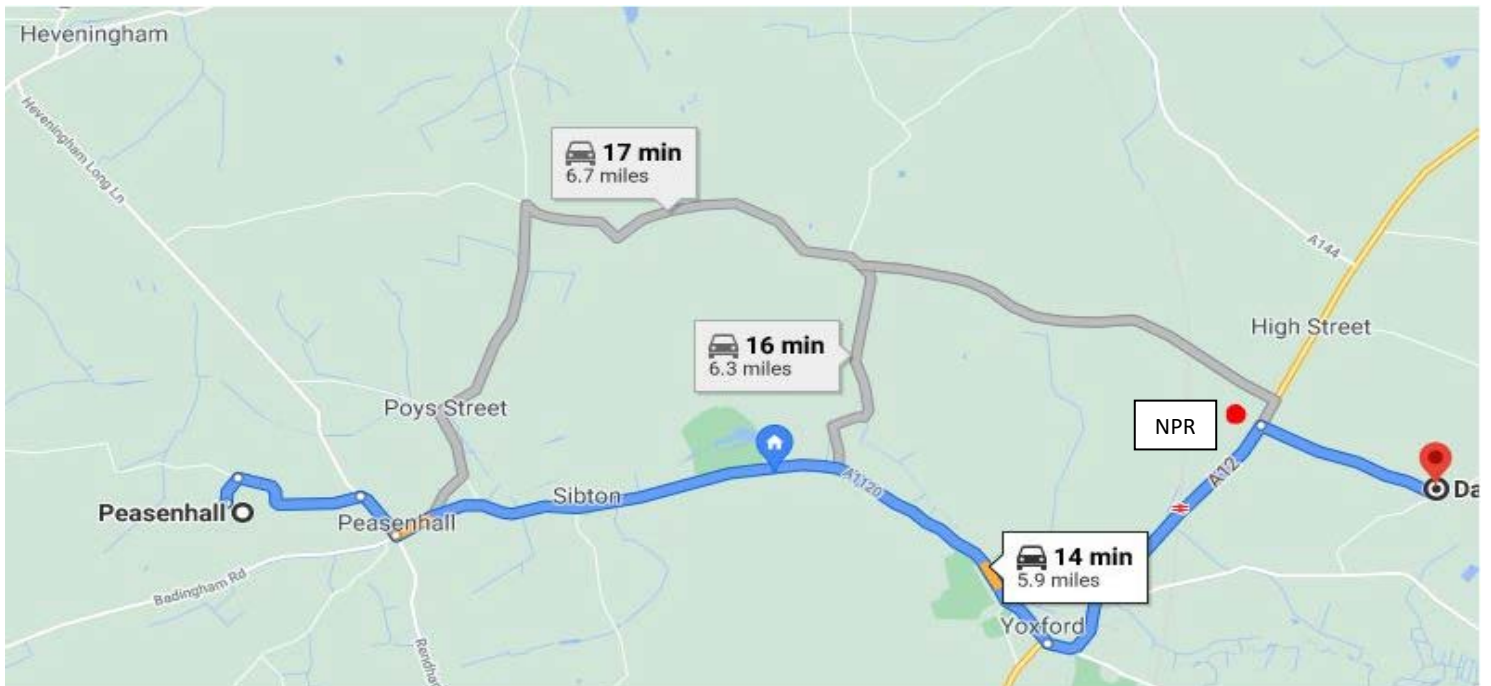 Heveningham
Heveningham Long Ln
17 min
6.7 miles
A144
High Street
16 min
6.3 miles
Poys Street
NPR
A12
Sibton
A1120
Peasenhall
Peasenhall
Da
14 min
5.9 miles
Badingham Rd
Yoxford